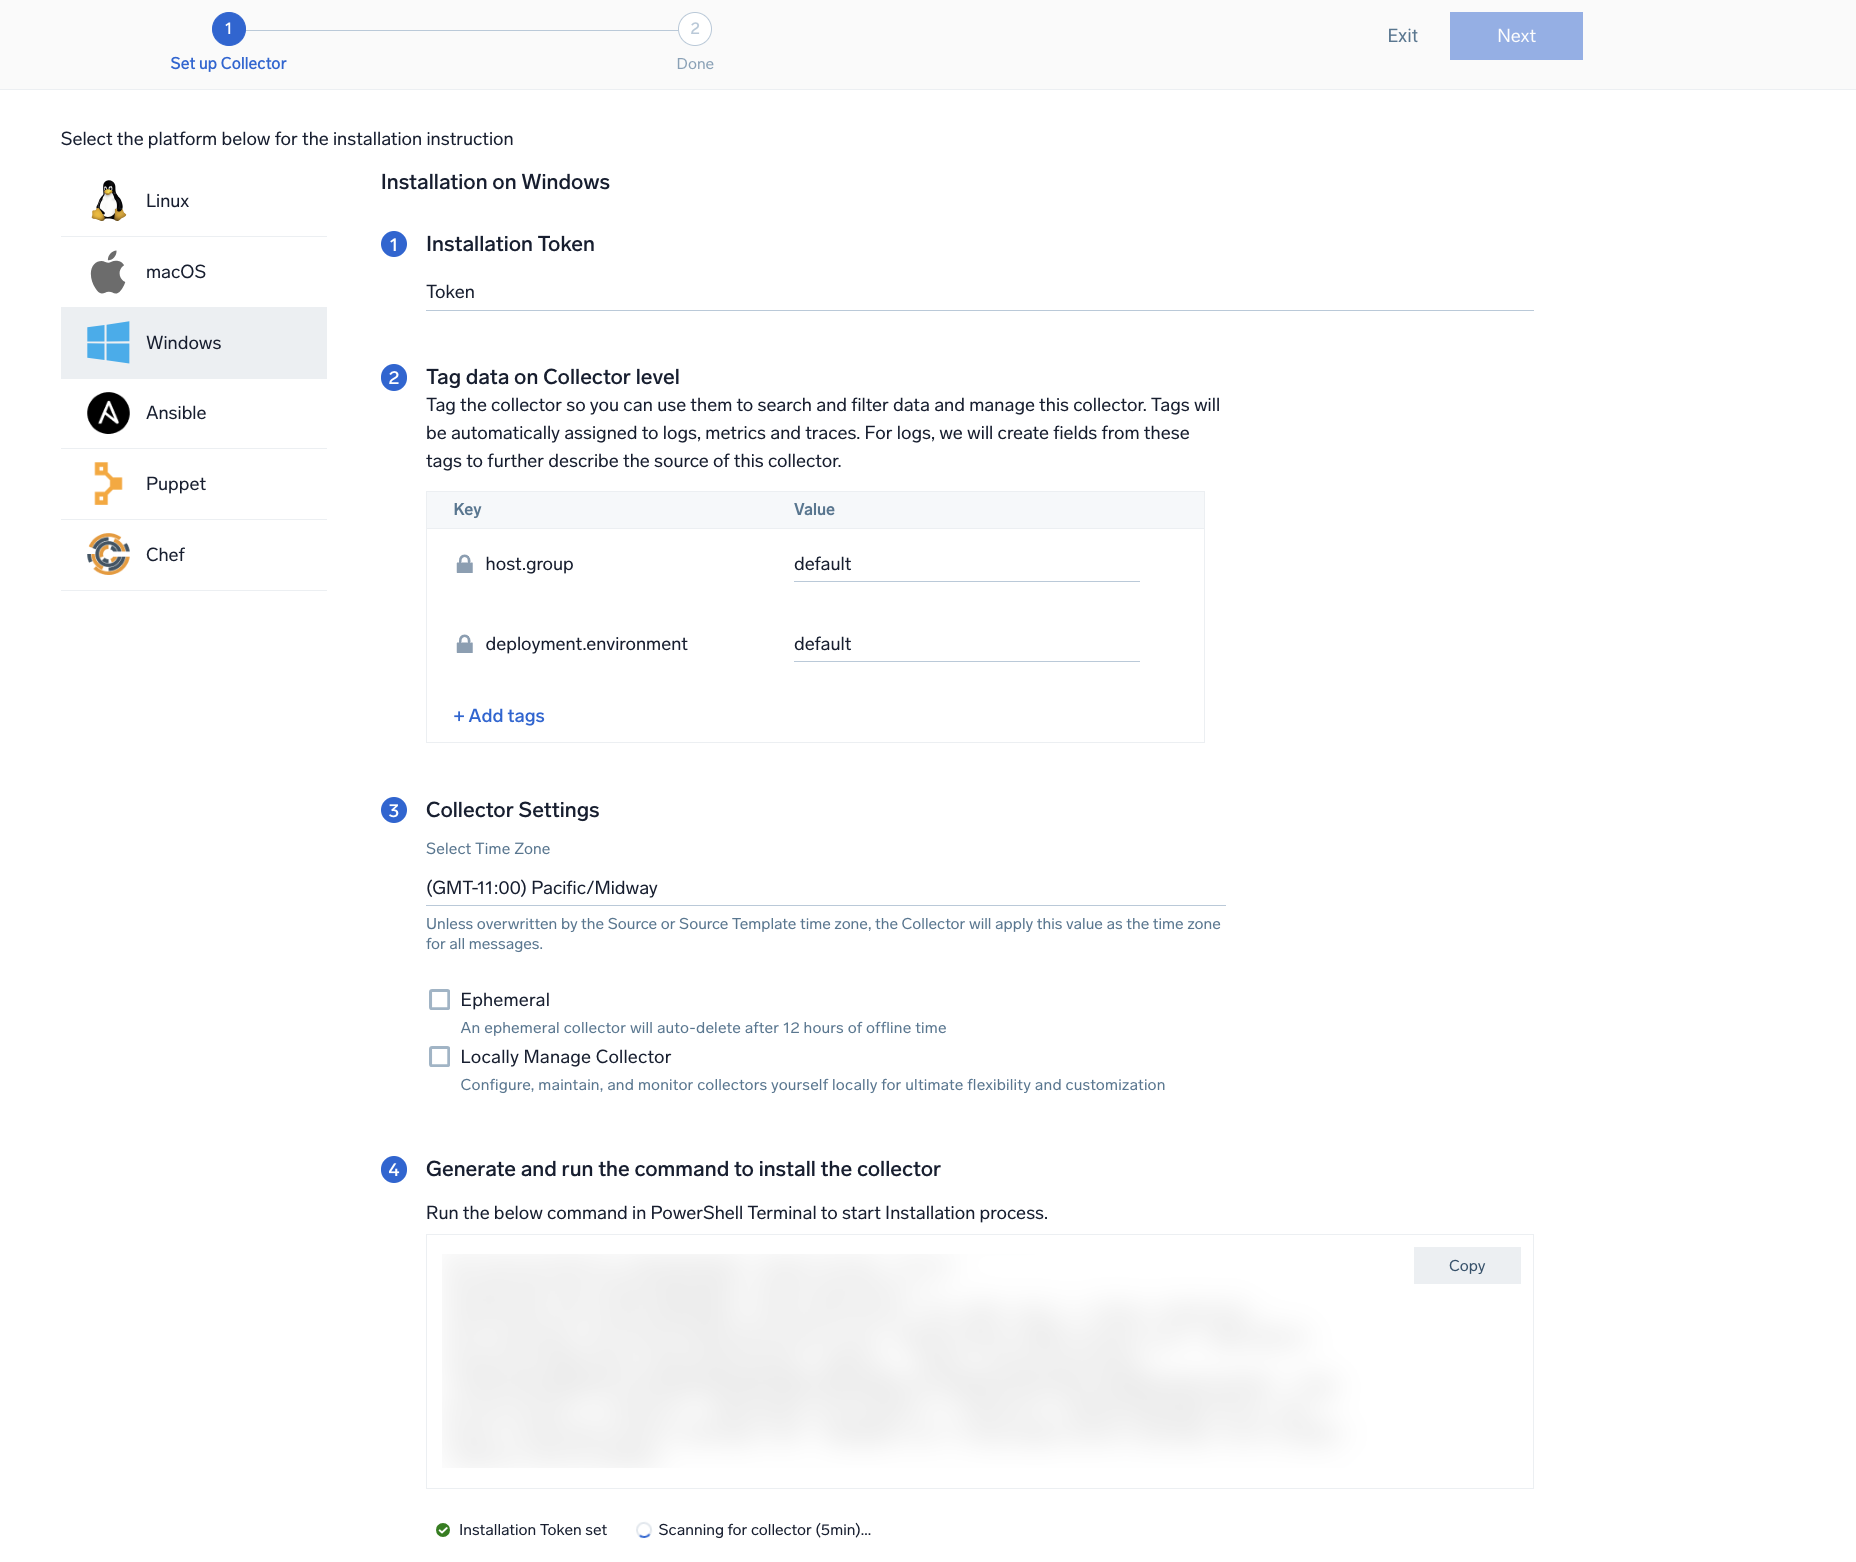 1
2
Exit
Next
Set up Collector
Done
Select the platform below for the installation instruction
Linux
macOS
Windows
Ansible
Puppet
Chef
Installation on Windows
1 Installation Token
Token
2 Tag data on Collector level
Tag the collector so you can use them to search and filter data and manage this collector. Tags will
be automatically assigned to logs, metrics and traces. For logs, we will create fields from these
tags to further describe the source of this collector.
Key Value
host.group default
deployment.environment default
+ Add tags
3 Collector Settings
Select Time Zone
(GMT-11:00) Pacific/Midway
Unless overwritten by the Source or Source Template time zone, the Collector will apply this value as the time zone
for all messages.
Ephemeral
An ephemeral collector will auto-delete after 12 hours of offline time
Locally Manage Collector
Configure, maintain, and monitor collectors yourself locally for ultimate flexibility and customization
4 Generate and run the command to install the collector
Run the below command in PowerShell Terminal to start Installation process.
Copy
Installation Token set
Scanning for collector (5min)...